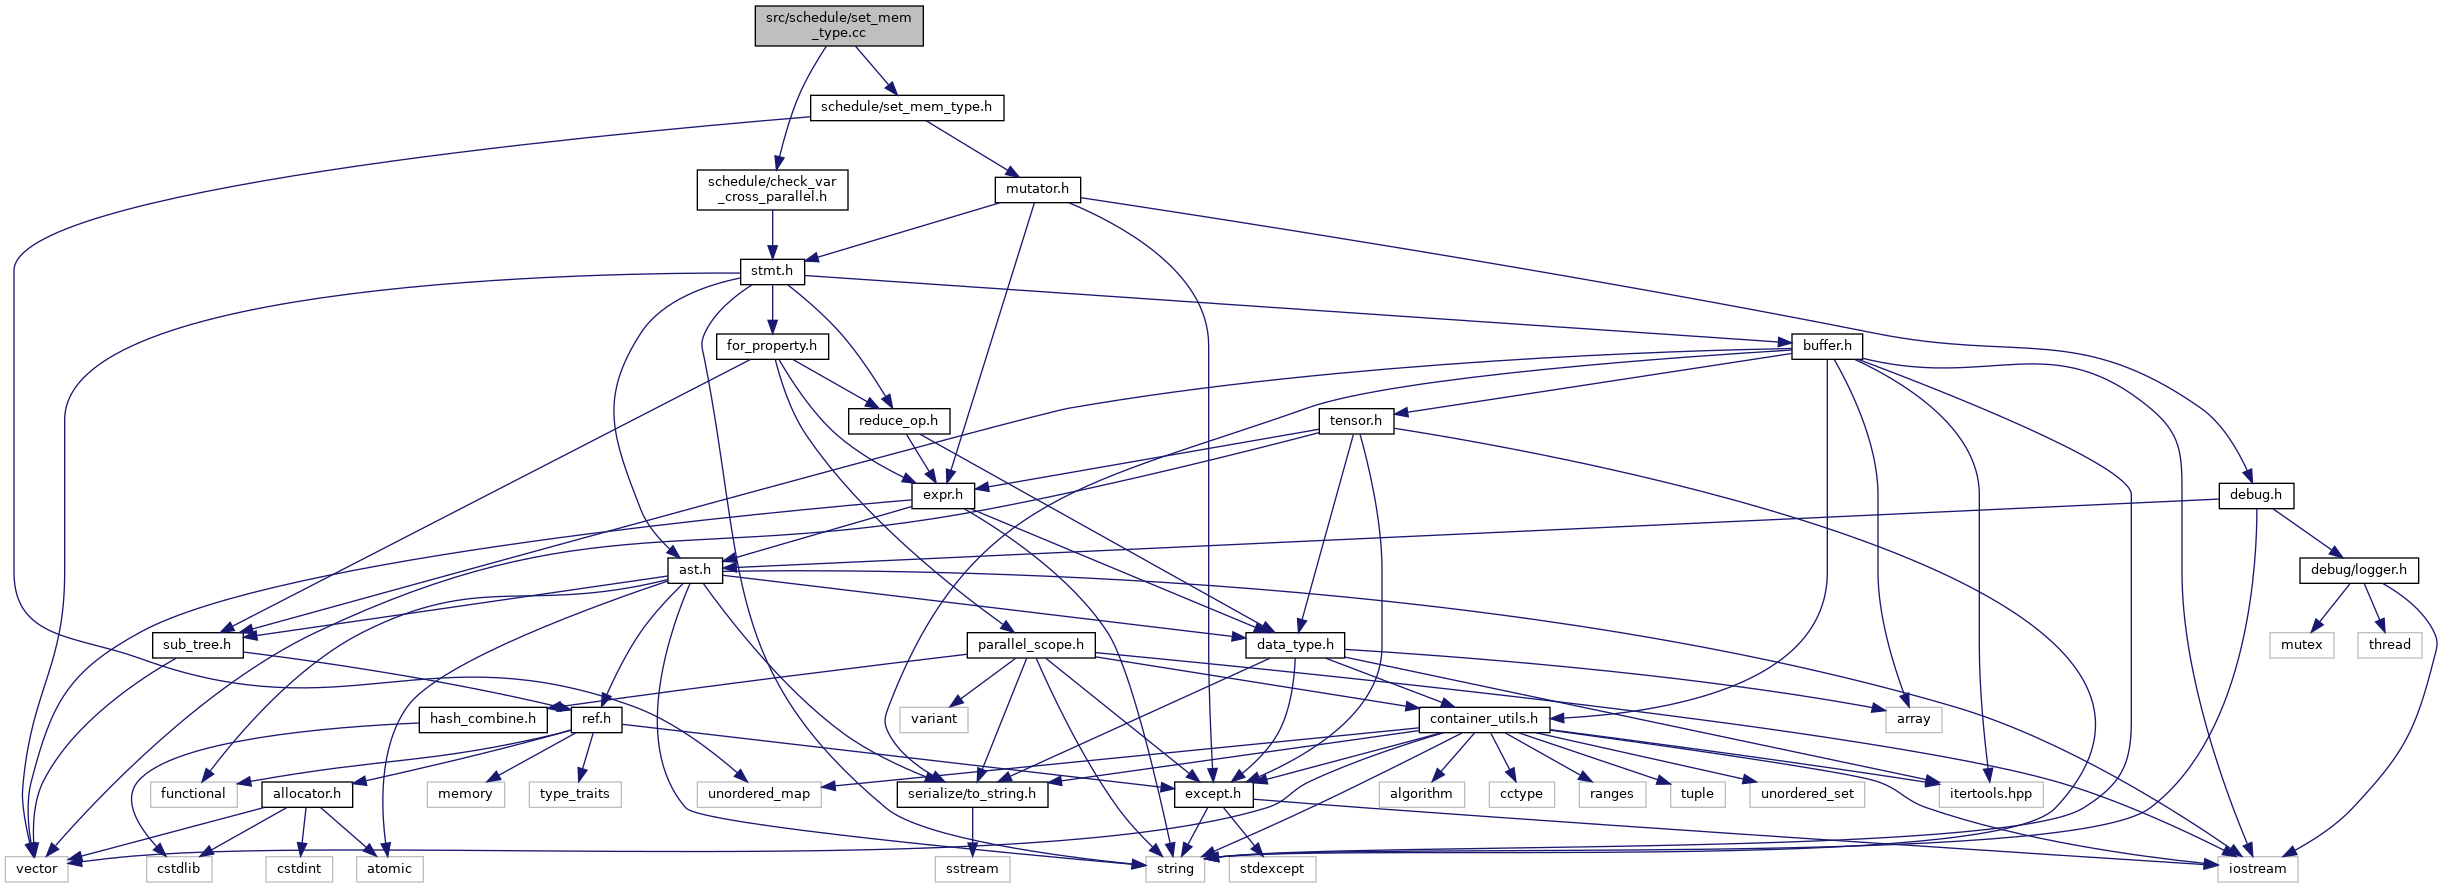 src/schedule/set_mem
_type.cc
schedule/set_mem_type.h
schedule/check_var
_cross_parallel.h
mutator.h
stmt.h
for_property.h
buffer.h
reduce_op.h
tensor.h
expr.h
debug.h
ast.h
debug/logger.h
sub_tree.h
parallel_scope.h
data_type.h
mutex
thread
hash_combine.h
ref.h
variant
container_utils.h
array
functional
allocator.h
memory
type_traits
unordered_map
serialize/to_string.h
except.h
algorithm
cctype
ranges
tuple
unordered_set
itertools.hpp
vector
cstdlib
cstdint
atomic
sstream
string
stdexcept
iostream